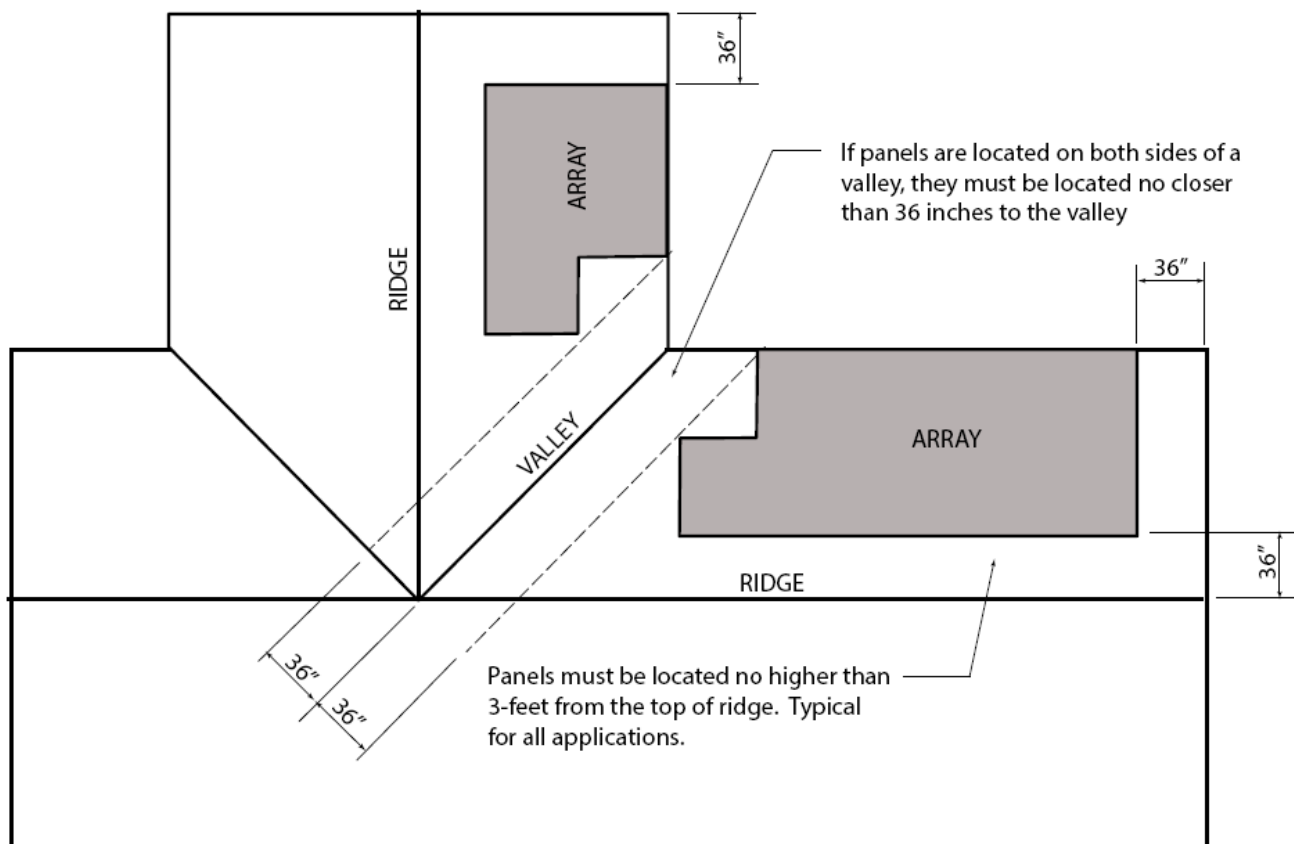 36″
ARRAY
If panels are located on both sides of a
valley, they must be located no closer
than 36 inches to the valley
RIDGE
36″
VALLEY
ARRAY
36″
RIDGE
36″
36″
Panels must be located no higher than
3-feet from the top of ridge.  Typical
for all applications.